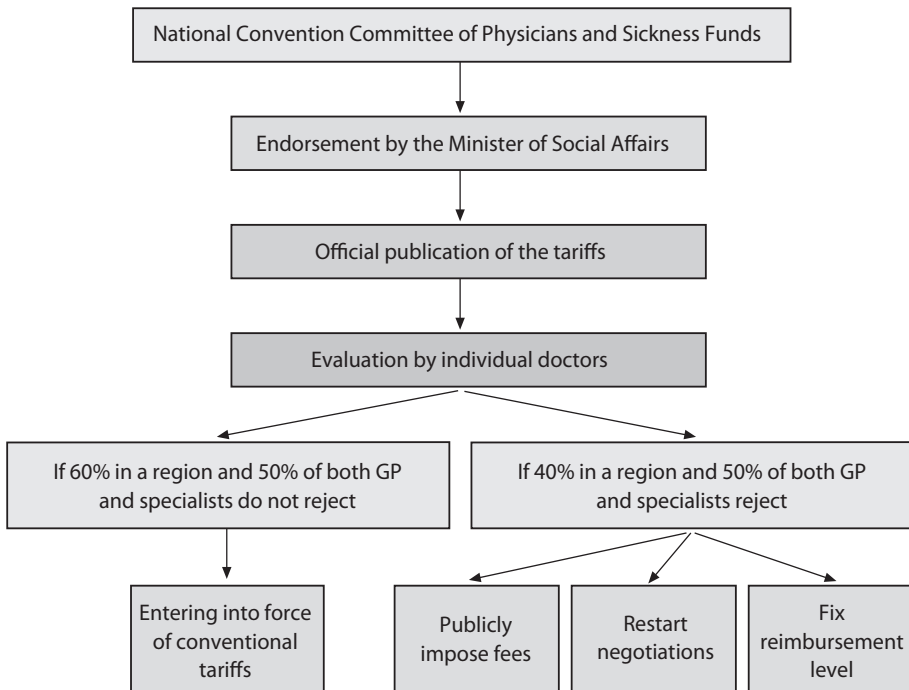 National Convention Committee of Physicians and Sickness Funds
Endorsement by the Minister of Social Affairs
Official publication of the tariffs
Evaluation by individual doctors
If 60% in a region and 50% of both GP
and specialists do not reject
If 40% in a region and 50% of both GP
and specialists reject
Entering into force
of conventional
tariffs
Publicly
impose fees
Restart
negotiations
Fix
reimbursement
level